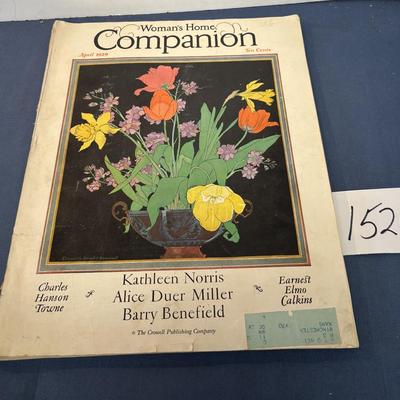 Woman's Home
Companion
April 1929
Ten Cents
152
Charles
Hanson
Towne
Kathleen Norris
Alice Duer Miller
Barry Benefield
Earnest
Elmo
Calkins
The Crowell Publishing Company